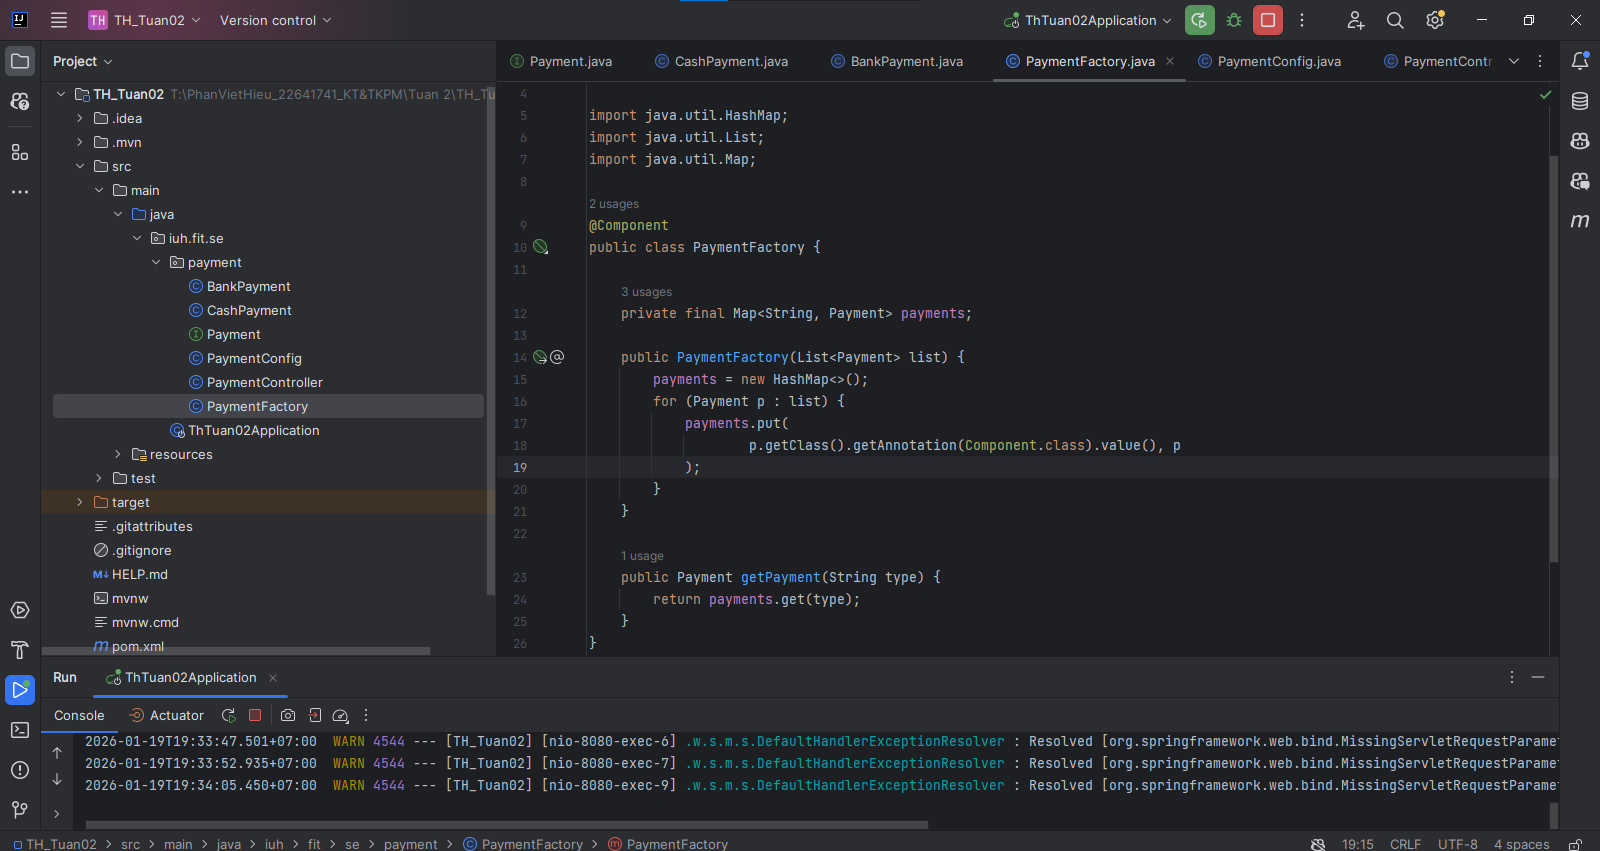 TH TH_Tuan02 Version control ThTuan02Application
Project
Payment.java CashPayment.java BankPayment.java PaymentFactory.java PaymentConfig.java PaymentContr
TH_Tuan02 T:\PhanVietHieu_22641741_KT&TKPM\Tuan 2\TH_Tu
.idea
.mvn
src
main
java
iuh.fit.se
payment
BankPayment
CashPayment
Payment
PaymentConfig
PaymentController
PaymentFactory
ThTuan02Application
resources
test
target
.gitattributes
.gitignore
M↓ HELP.md
mvnw
mvnw.cmd
m pom.xml
4
5 import java.util.HashMap;
6 import java.util.List;
7 import java.util.Map;
8
2 usages
9 @Component
10 public class PaymentFactory {
11
3 usages
12 private final Map<String, Payment> payments;
13
14 public PaymentFactory(List<Payment> list) {
15 payments = new HashMap<>();
16 for (Payment p : list) {
17 payments.put(
18 p.getClass().getAnnotation(Component.class).value(), p
19 );
20 }
21 }
22
1 usage
23 public Payment getPayment(String type) {
24 return payments.get(type);
25 }
26 }
Run ThTuan02Application
Console Actuator
2026-01-19T19:33:47.501+07:00 WARN 4544 --- [TH_Tuan02] [nio-8080-exec-6] .w.s.m.s.DefaultHandlerExceptionResolver : Resolved [org.springframework.web.bind.MissingServletRequestParame
2026-01-19T19:33:52.935+07:00 WARN 4544 --- [TH_Tuan02] [nio-8080-exec-7] .w.s.m.s.DefaultHandlerExceptionResolver : Resolved [org.springframework.web.bind.MissingServletRequestParame
2026-01-19T19:34:05.450+07:00 WARN 4544 --- [TH_Tuan02] [nio-8080-exec-9] .w.s.m.s.DefaultHandlerExceptionResolver : Resolved [org.springframework.web.bind.MissingServletRequestParame
TH_Tuan02 > src > main > java > iuh > fit > se > payment > PaymentFactory > PaymentFactory 19:15 CRLF UTF-8 4 spaces